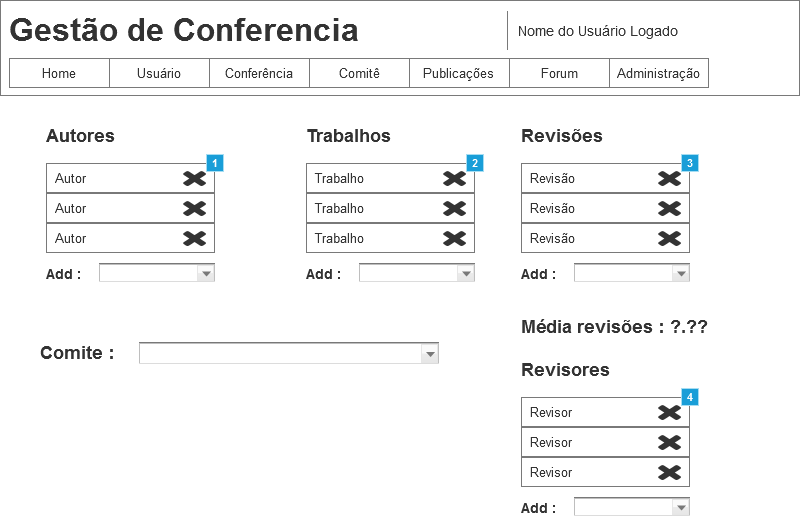 Gestão de Conferencia
Nome do Usuário Logado
Home
Usuário
Conferência
Comitê
Publicações
Forum
Administração
Autores
1
Autor
Autor
Autor
Add :
Trabalhos
2
Trabalho
Trabalho
Trabalho
Add :
Revisões
3
Revisão
Revisão
Revisão
Add :
Média revisões : ?.??
Comite :
Revisores
4
Revisor
Revisor
Revisor
Add :